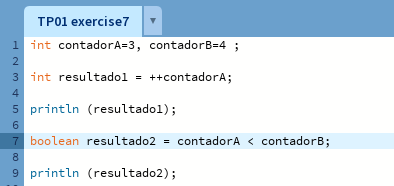 TP01 exercise7
1 int contadorA=3, contadorB=4 ;
2
3 int resultado1 = ++contadorA;
4
5 println (resultado1);
6
7 boolean resultado2 = contadorA < contadorB;
8
9 println (resultado2);